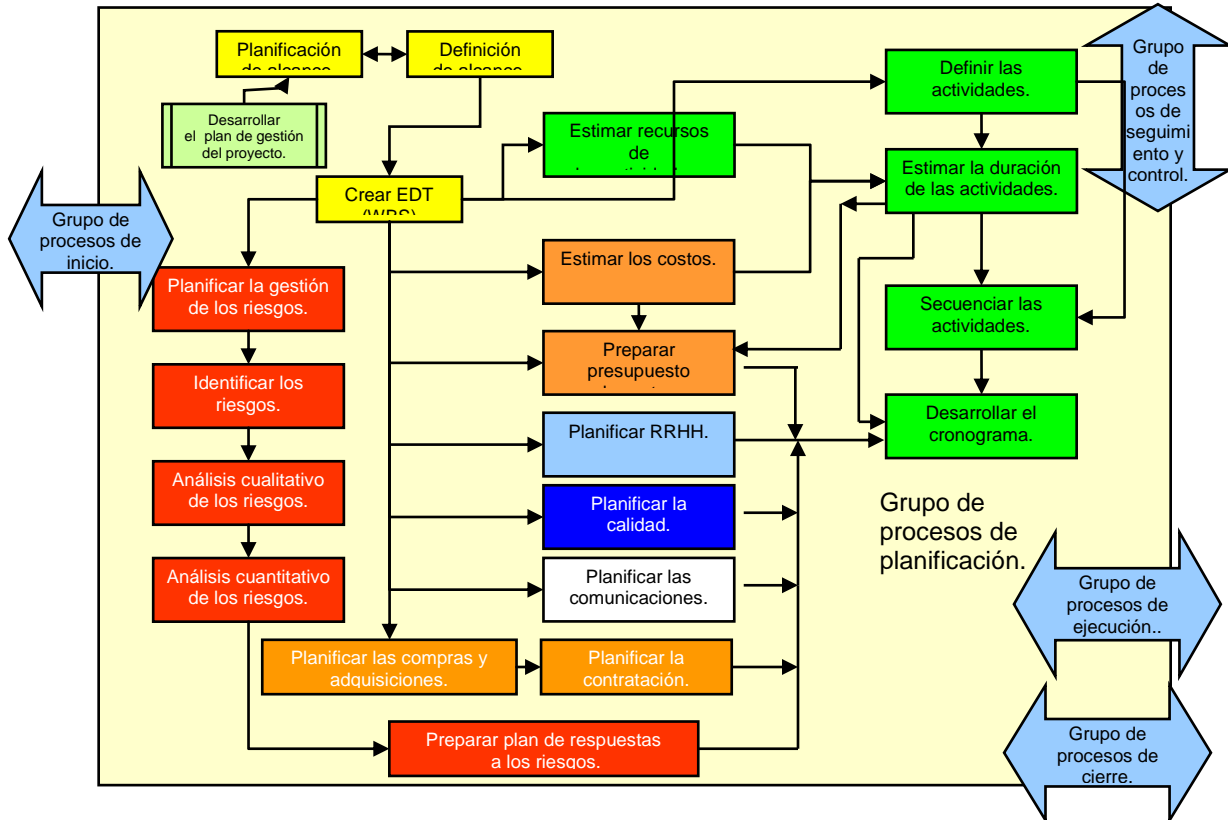 Planificación
de alcance
Definición
de alcance
Desarrollar
el plan de gestión
del proyecto.
Crear EDT
(WBS)
Grupo de
procesos de
inicio.
Planificar la gestión
de los riesgos.
Identificar los
riesgos.
Análisis cualitativo
de los riesgos.
Análisis cuantitativo
de los riesgos.
Estimar recursos
de
Estimar los costos.
Preparar
presupuesto
Planificar RRHH.
Planificar la
calidad.
Planificar las
comunicaciones.
Planificar las compras y
adquisiciones.
Planificar la
contratación.
Preparar plan de respuestas
a los riesgos.
Definir las
actividades.
Estimar la duración
de las actividades.
Secuenciar las
actividades.
Desarrollar el
cronograma.
Grupo de
procesos de
planificación.
Grupo
de
proces
os de
seguimi
ento y
control.
Grupo de
procesos de
ejecución..
Grupo de
procesos de
cierre.